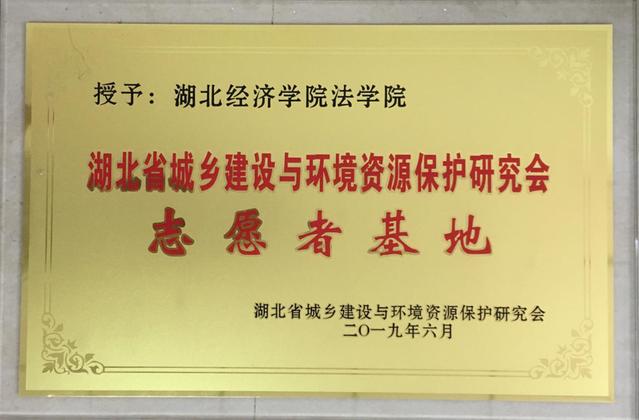 授予：湖北经济学院法学院
湖北省城乡建设与环境资源保护研究会
志愿者基地
湖北省城乡建设与环境资源保护研究会
二〇一九年六月